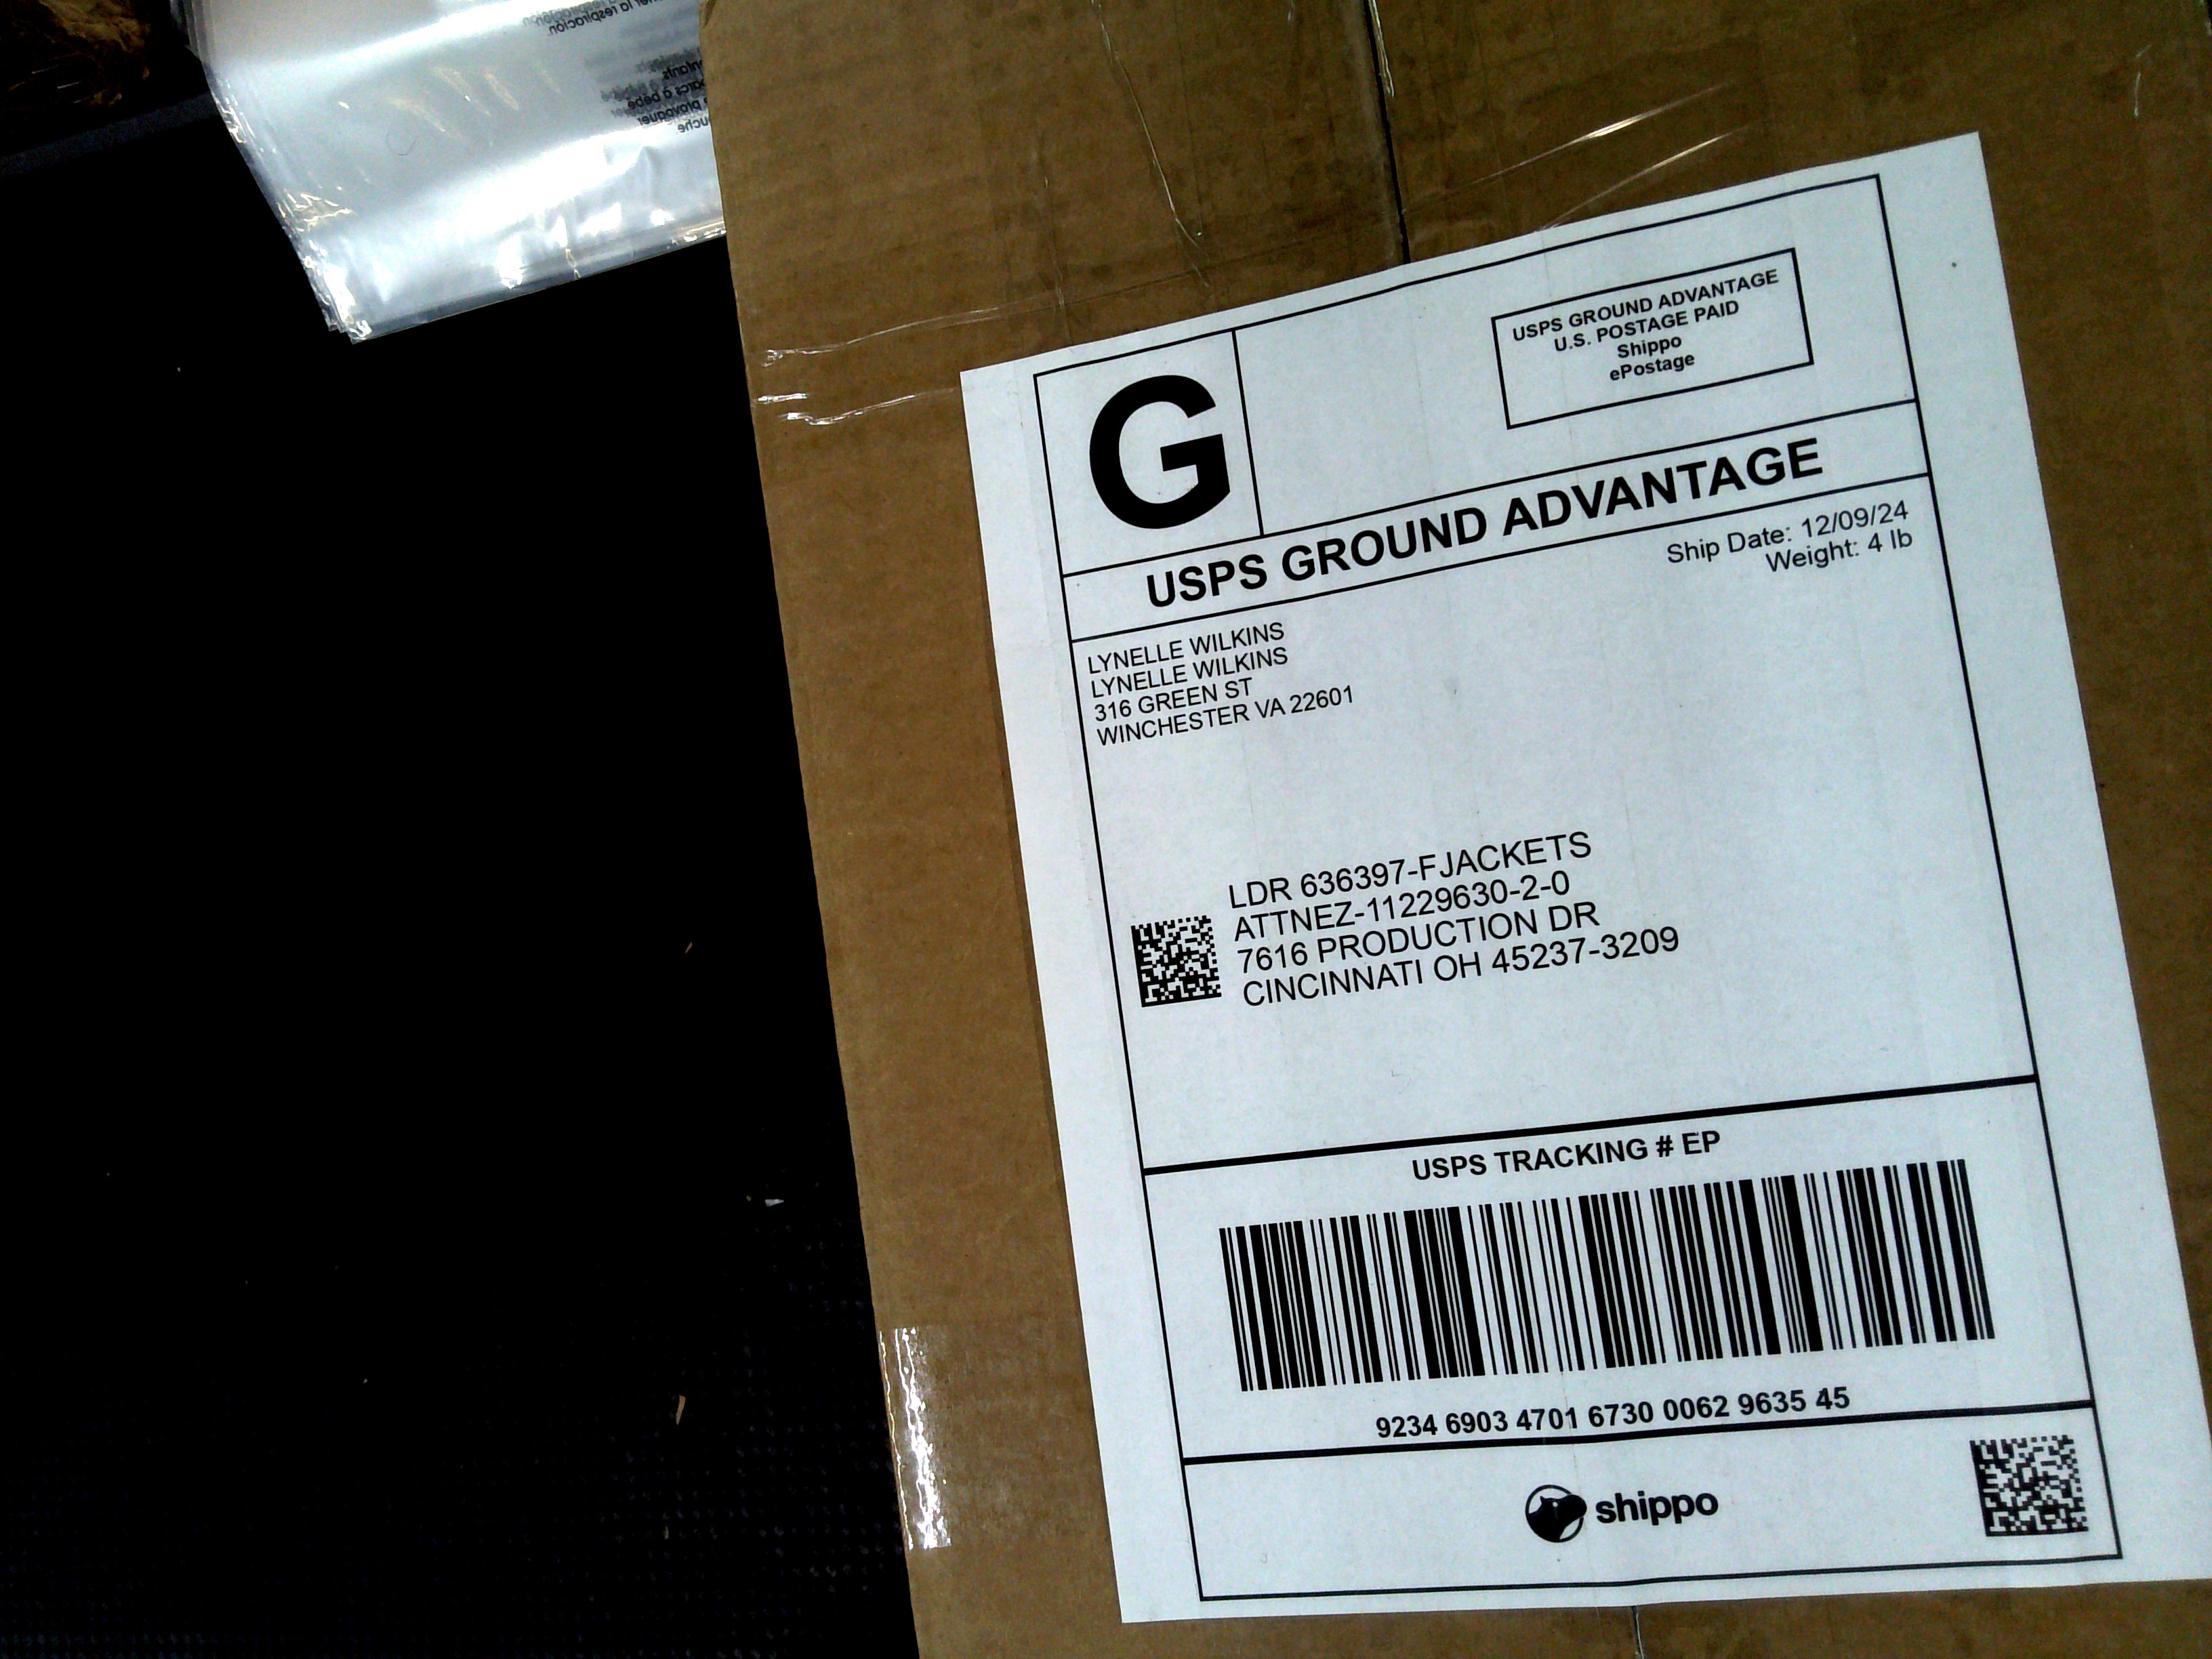 G
USPS GROUND ADVANTAGE
U.S. POSTAGE PAID
Shippo
ePostage
USPS GROUND ADVANTAGE
Ship Date: 12/09/24
Weight: 4 lb
LYNELLE WILKINS
LYNELLE WILKINS
316 GREEN ST
WINCHESTER VA 22601
LDR 636397-FJACKETS
ATTNEZ-11229630-2-0
7616 PRODUCTION DR
CINCINNATI OH 45237-3209
USPS TRACKING # EP
9234 6903 4701 6730 0062 9635 45
shippo